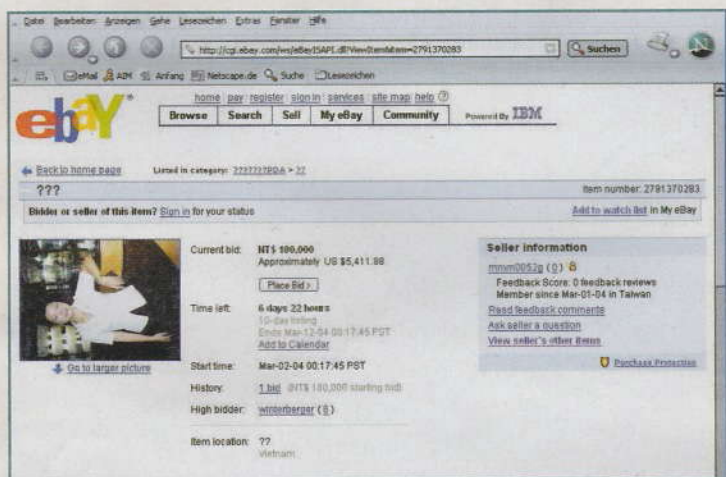 Datei Bearbeiten Anzeigen Gehe Lesezeichen Extras Fenster Hilfe
http://cgi.ebay.com/ws/eBayISAPI.dll?ViewItem&item=2791370283 Suchen
eMail AIM Anfang Netscape.de Suche Lesezeichen
home pay register sign in services site map help
ebaY®
Browse Search Sell My eBay Community Powered By IBM
Back to home page Listed in category: ???????PDA > ??
??? Item number: 2791370283
Bidder or seller of this item? Sign in for your status Add to watch list in My eBay
Current bid: NT$ 180,000
Approximately US $5,411.88
Place Bid >
Time left: 6 days 22 hours
10-day listing
Ends Mar-12-04 00:17:45 PST
Add to Calendar
Go to larger picture
Start time: Mar-02-04 00:17:45 PST
History: 1 bid (NT$ 180,000 starting bid)
High bidder: winterberger (0)
Item location: ??
Vietnam
Seller information
mnvm0052g (0)
Feedback Score: 0 feedback reviews
Member since Mar-01-04 in Taiwan
Read feedback comments
Ask seller a question
View seller's other items
Purchase Protection